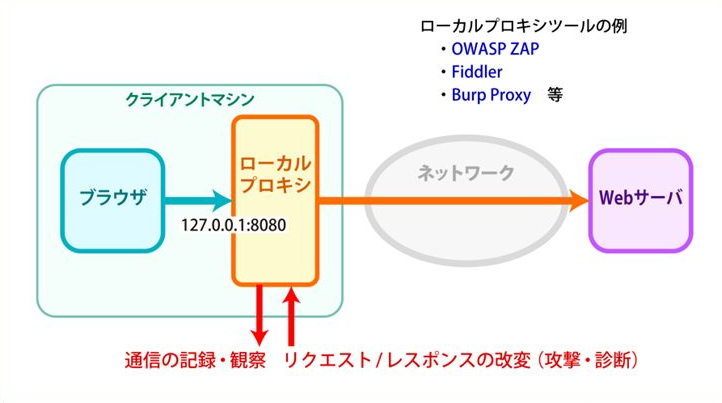 ローカルプロキシツールの例
・OWASP ZAP
・Fiddler
・Burp Proxy 等
クライアントマシン
ブラウザ
127.0.0.1:8080
ローカル
プロキシ
ネットワーク
Webサーバ
通信の記録・観察 リクエスト/レスポンスの改変（攻撃・診断）